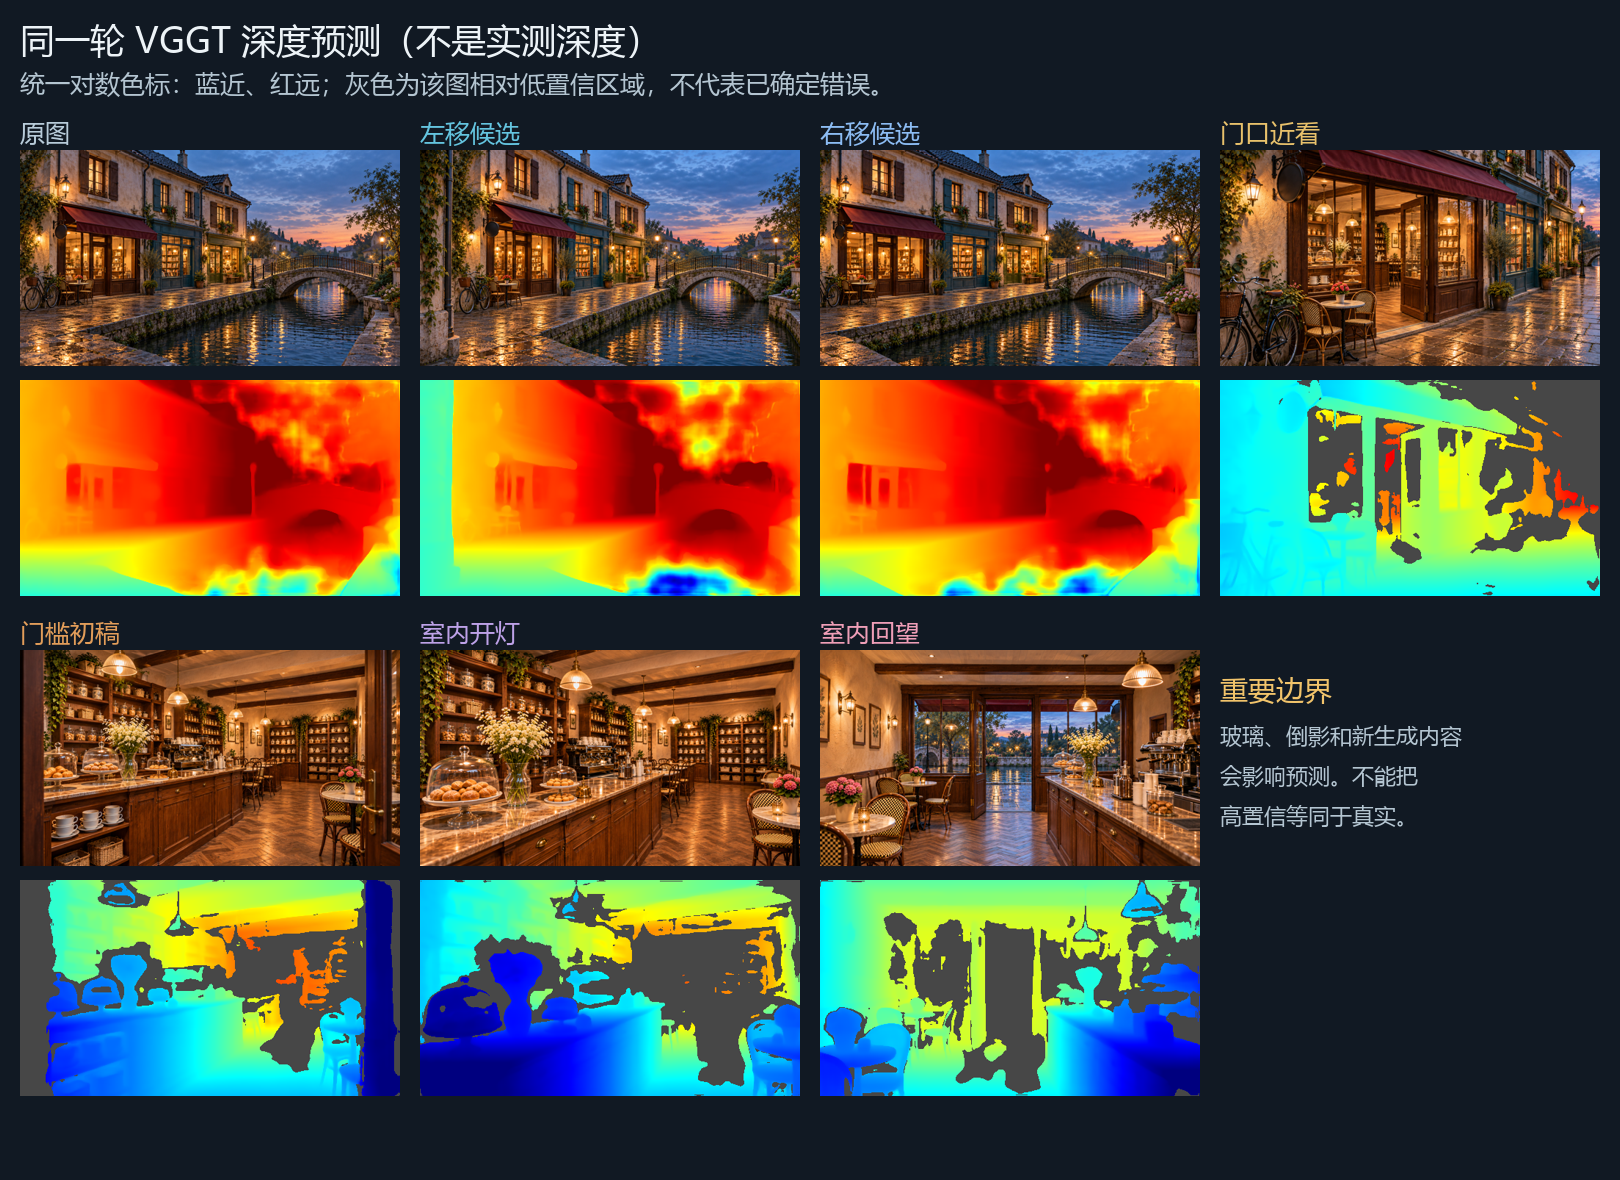 同一轮 VGGT 深度预测（不是实测深度）
统一对数色标：蓝近、红远；灰色为该图相对低置信区域，不代表已确定错误。
原图
左移候选
右移候选
门口近看
门槛初稿
室内开灯
室内回望
重要边界
玻璃、倒影和新生成内容
会影响预测。不能把
高置信等同于真实。